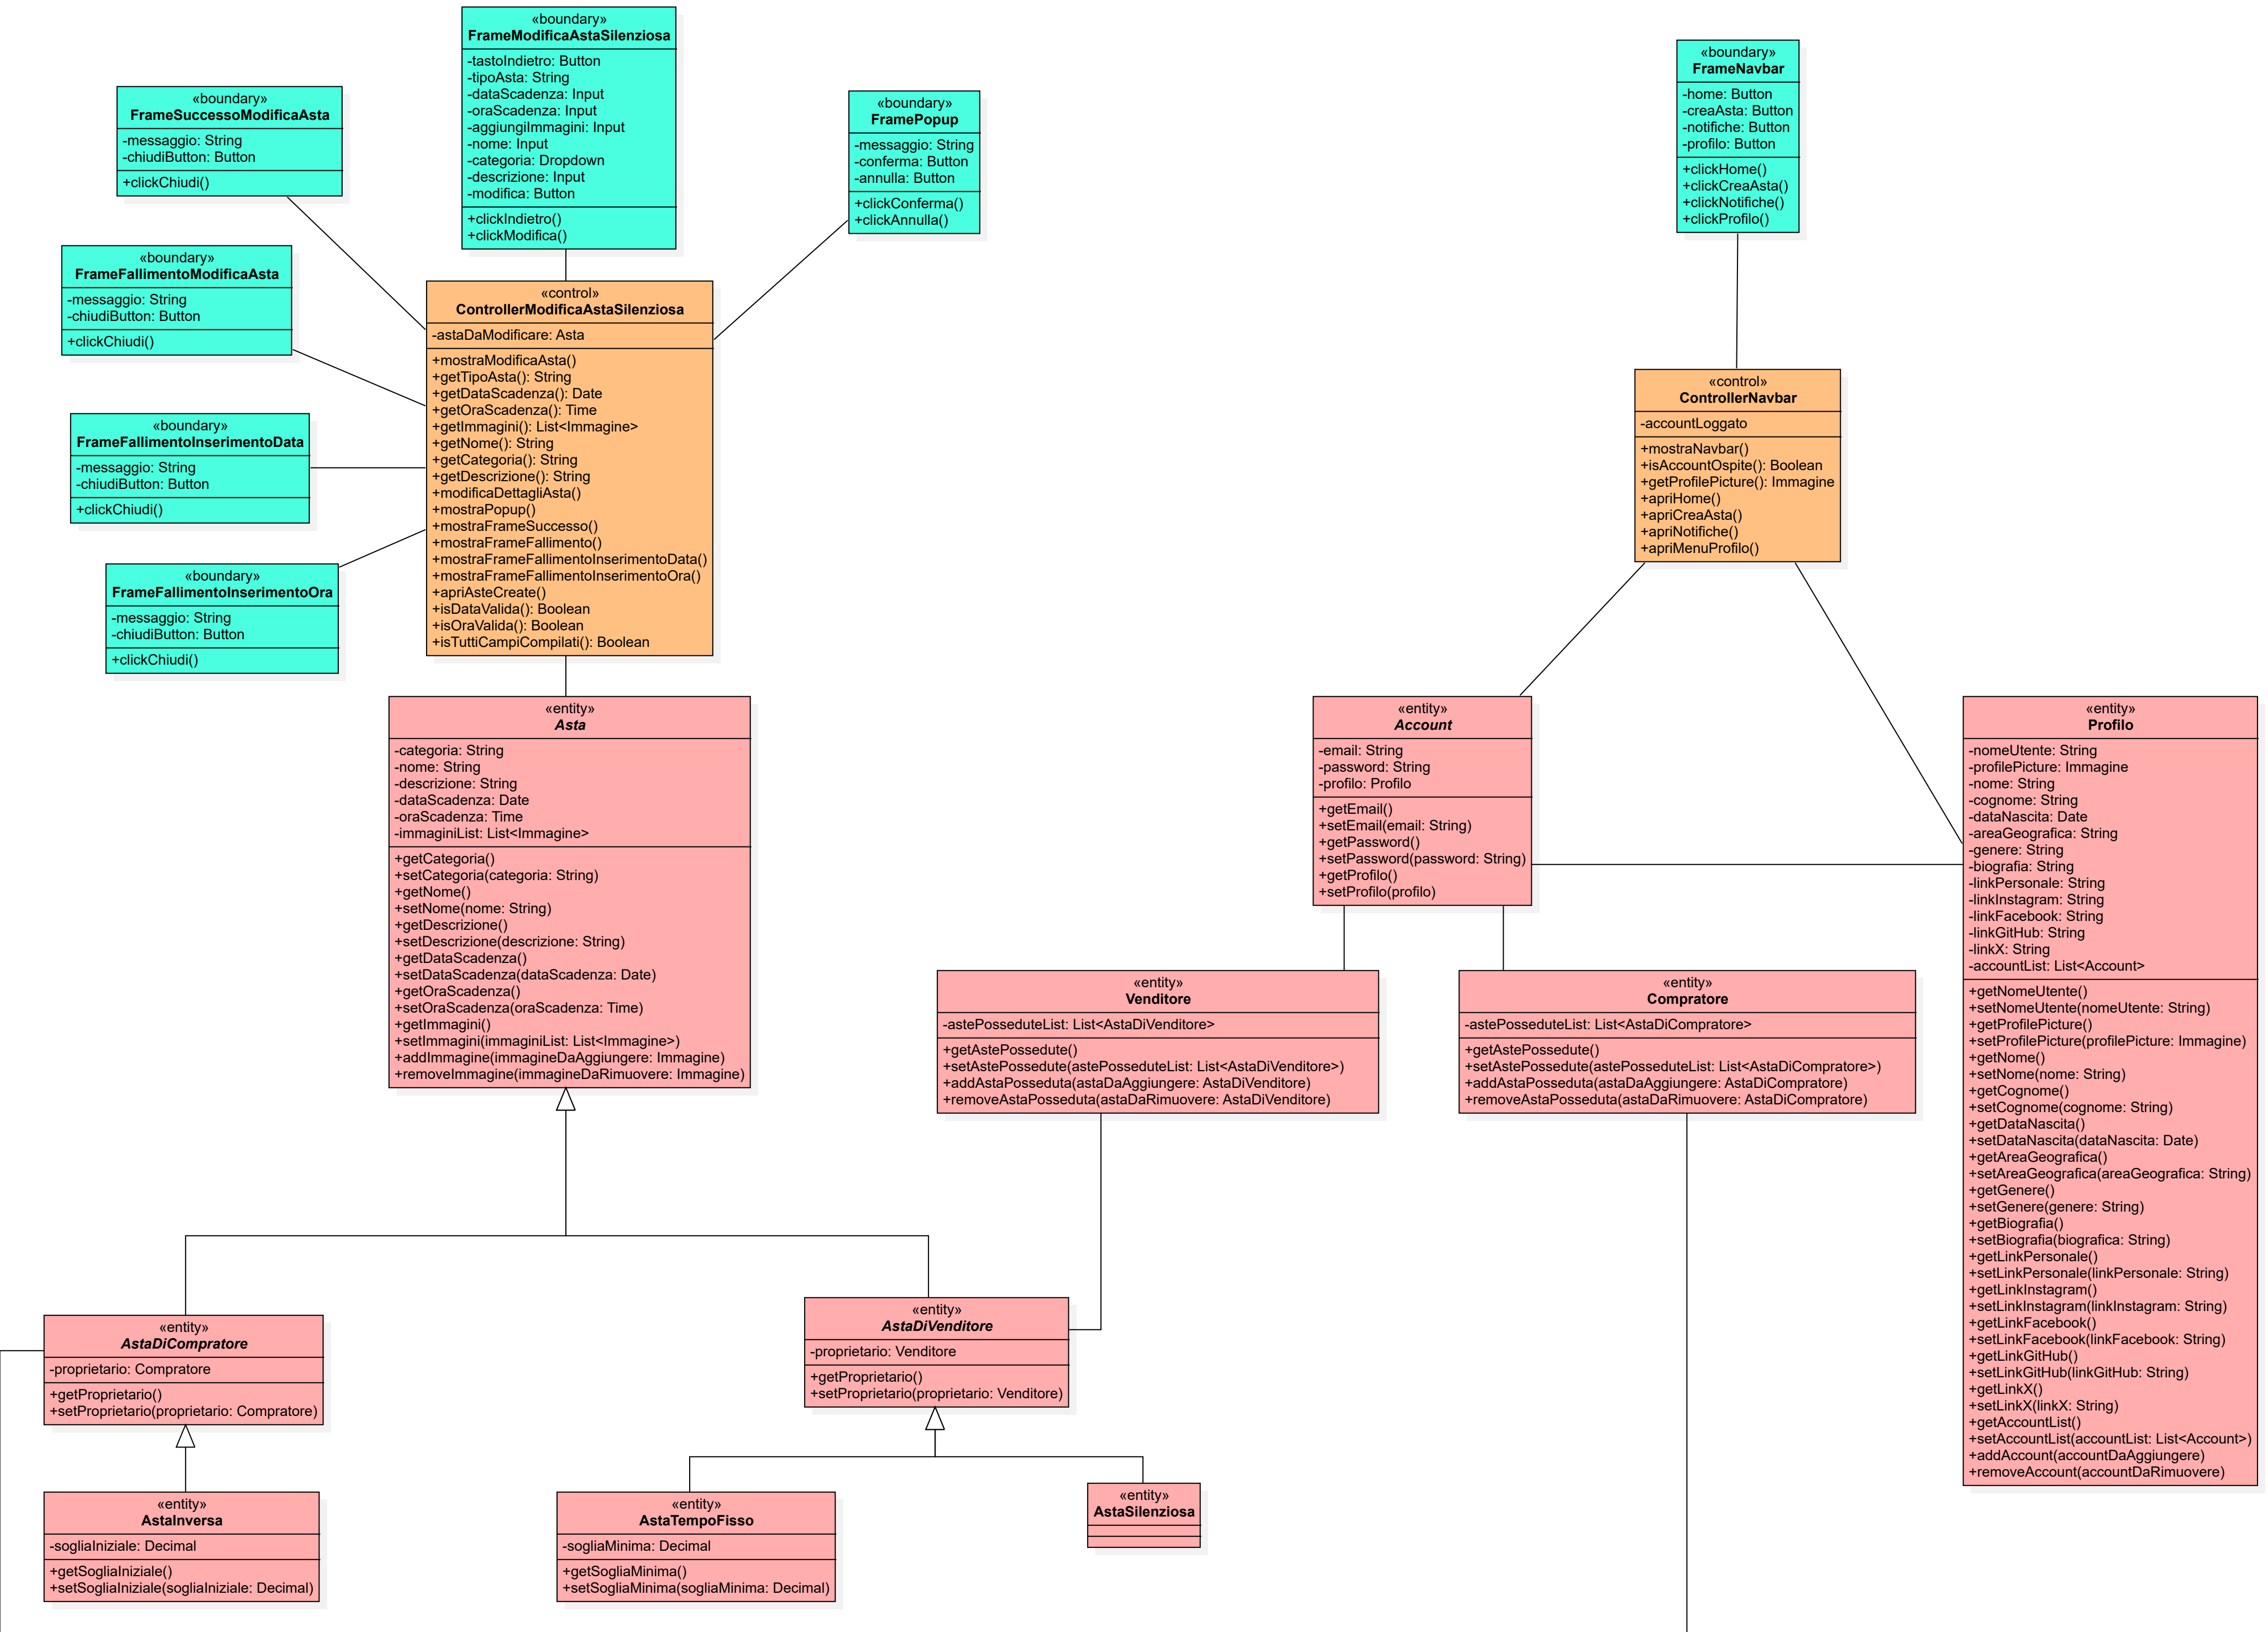 «boundary»
FrameModificaAstaSilenziosa
-tastoIndietro: Button
-tipoAsta: String
-dataScadenza: Input
-oraScadenza: Input
-aggiungiImmagini: Input
-nome: Input
-categoria: Dropdown
-descrizione: Input
-modifica: Button
+clickIndietro()
+clickModifica()
«boundary»
FrameNavbar
-home: Button
-creaAsta: Button
-notifiche: Button
-profilo: Button
+clickHome()
+clickCreaAsta()
+clickNotifiche()
+clickProfilo()
«boundary»
FrameSuccessoModificaAsta
-messaggio: String
-chiudiButton: Button
+clickChiudi()
«boundary»
FramePopup
-messaggio: String
-conferma: Button
-annulla: Button
+clickConferma()
+clickAnnulla()
«boundary»
FrameFallimentoModificaAsta
-messaggio: String
-chiudiButton: Button
+clickChiudi()
«boundary»
FrameFallimentoInserimentoData
-messaggio: String
-chiudiButton: Button
+clickChiudi()
«boundary»
FrameFallimentoInserimentoOra
-messaggio: String
-chiudiButton: Button
+clickChiudi()
«control»
ControllerModificaAstaSilenziosa
-astaDaModificare: Asta
+mostraModificaAsta()
+getTipoAsta(): String
+getDataScadenza(): Date
+getOraScadenza(): Time
+getImmagini(): List<Immagine>
+getNome(): String
+getCategoria(): String
+getDescrizione(): String
+modificaDettagliAsta()
+mostraPopup()
+mostraFrameSuccesso()
+mostraFrameFallimento()
+mostraFrameFallimentoInserimentoData()
+mostraFrameFallimentoInserimentoOra()
+apriAsteCreate()
+isDataValida(): Boolean
+isOraValida(): Boolean
+isTuttiCampiCompilati(): Boolean
«control»
ControllerNavbar
-accountLoggato
+mostraNavbar()
+isAccountOspite(): Boolean
+getProfilePicture(): Immagine
+apriHome()
+apriCreaAsta()
+apriNotifiche()
+apriMenuProfilo()
«entity»
Asta
-categoria: String
-nome: String
-descrizione: String
-dataScadenza: Date
-oraScadenza: Time
-immaginiList: List<Immagine>
+getCategoria()
+setCategoria(categoria: String)
+getNome()
+setNome(nome: String)
+getDescrizione()
+setDescrizione(descrizione: String)
+getDataScadenza()
+setDataScadenza(dataScadenza: Date)
+getOraScadenza()
+setOraScadenza(oraScadenza: Time)
+getImmagini()
+setImmagini(immaginiList: List<Immagine>)
+addImmagine(immagineDaAggiungere: Immagine)
+removeImmagine(immagineDaRimuovere: Immagine)
«entity»
Account
-email: String
-password: String
-profilo: Profilo
+getEmail()
+setEmail(email: String)
+getPassword()
+setPassword(password: String)
+getProfilo()
+setProfilo(profilo)
«entity»
Profilo
-nomeUtente: String
-profilePicture: Immagine
-nome: String
-cognome: String
-dataNascita: Date
-areaGeografica: String
-genere: String
-biografia: String
-linkPersonale: String
-linkInstagram: String
-linkFacebook: String
-linkGitHub: String
-linkX: String
-accountList: List<Account>
+getNomeUtente()
+setNomeUtente(nomeUtente: String)
+getProfilePicture()
+setProfilePicture(profilePicture: Immagine)
+getNome()
+setNome(nome: String)
+getCognome()
+setCognome(cognome: String)
+getDataNascita()
+setDataNascita(dataNascita: Date)
+getAreaGeografica()
+setAreaGeografica(areaGeografica: String)
+getGenere()
+setGenere(genere: String)
+getBiografia()
+setBiografia(biografica: String)
+getLinkPersonale()
+setLinkPersonale(linkPersonale: String)
+getLinkInstagram()
+setLinkInstagram(linkInstagram: String)
+getLinkFacebook()
+setLinkFacebook(linkFacebook: String)
+getLinkGitHub()
+setLinkGitHub(linkGitHub: String)
+getLinkX()
+setLinkX(linkX: String)
+getAccountList()
+setAccountList(accountList: List<Account>)
+addAccount(accountDaAggiungere)
+removeAccount(accountDaRimuovere)
«entity»
Venditore
-astePosseduteList: List<AstaDiVenditore>
+getAstePossedute()
+setAstePossedute(astePosseduteList: List<AstaDiVenditore>)
+addAstaPosseduta(astaDaAggiungere: AstaDiVenditore)
+removeAstaPosseduta(astaDaRimuovere: AstaDiVenditore)
«entity»
Compratore
-astePosseduteList: List<AstaDiCompratore>
+getAstePossedute()
+setAstePossedute(astePosseduteList: List<AstaDiCompratore>)
+addAstaPosseduta(astaDaAggiungere: AstaDiCompratore)
+removeAstaPosseduta(astaDaRimuovere: AstaDiCompratore)
«entity»
AstaDiCompratore
-proprietario: Compratore
+getProprietario()
+setProprietario(proprietario: Compratore)
«entity»
AstaDiVenditore
-proprietario: Venditore
+getProprietario()
+setProprietario(proprietario: Venditore)
«entity»
AstaInversa
-sogliaIniziale: Decimal
+getSogliaIniziale()
+setSogliaIniziale(sogliaIniziale: Decimal)
«entity»
AstaTempoFisso
-sogliaMinima: Decimal
+getSogliaMinima()
+setSogliaMinima(sogliaMinima: Decimal)
«entity»
AstaSilenziosa